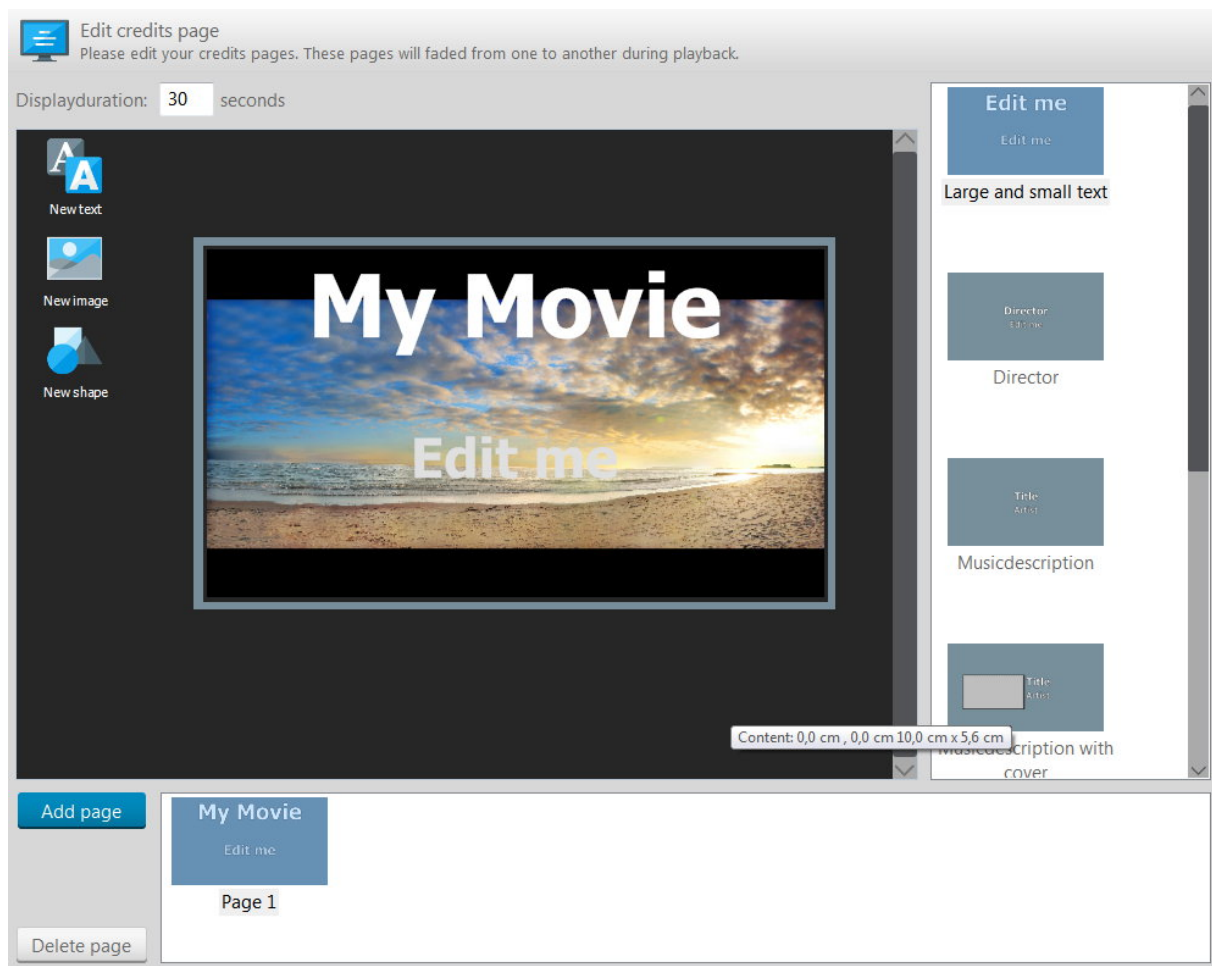 Edit credits page
Please edit your credits pages. These pages will faded from one to another during playback.
Displayduration: 30 seconds
New text
New image
New shape
My Movie
Edit me
Content: 0,0 cm , 0,0 cm 10,0 cm x 5,6 cm
Edit me
Edit me
Large and small text
Director
Edit me
Director
Title
Artist
Musicdescription
Title
Artist
Musicdescription with
cover
Add page
My Movie
Edit me
Page 1
Delete page